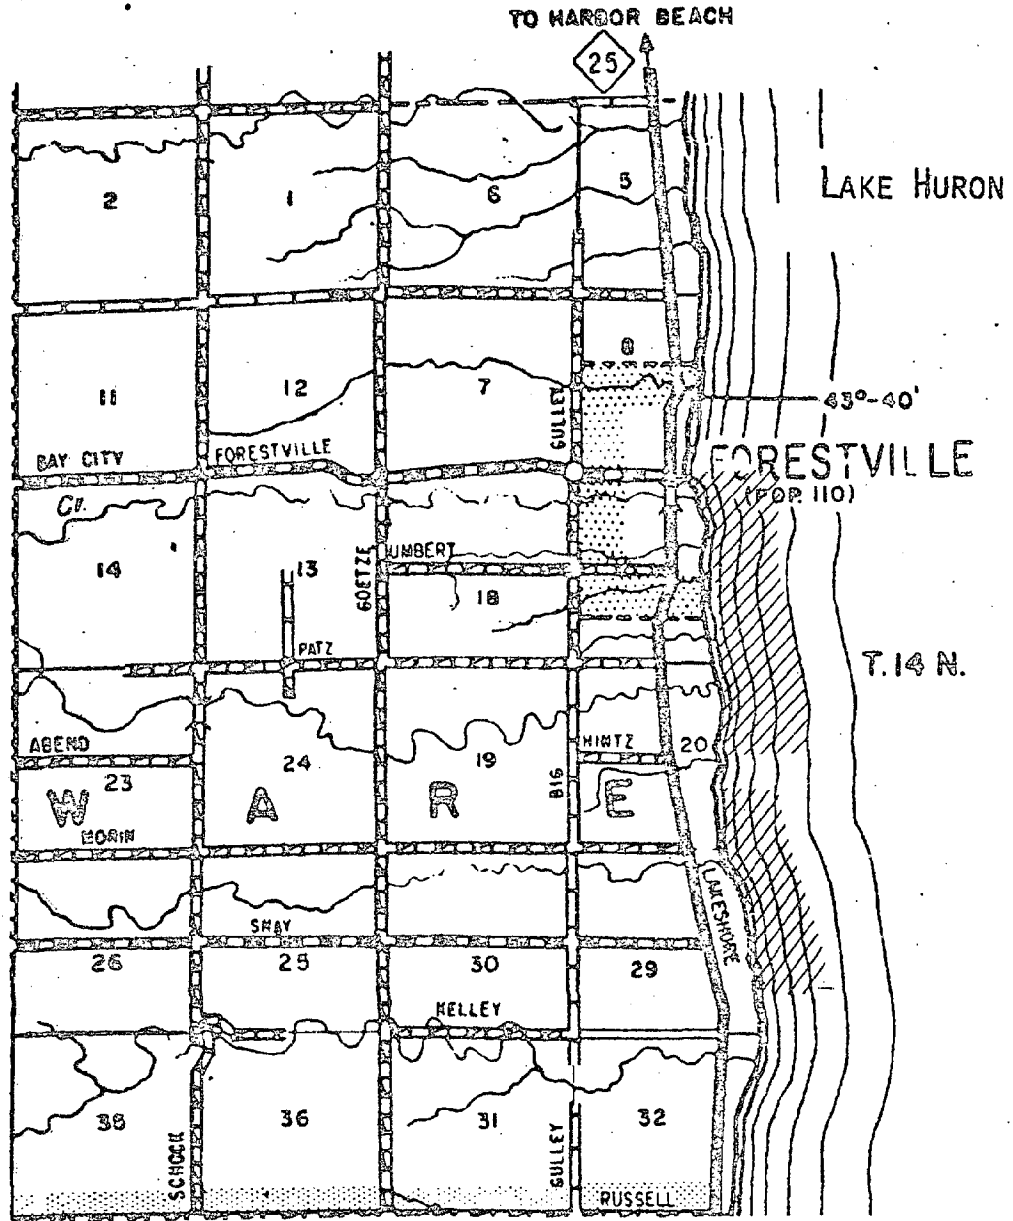 TO HARBOR BEACH
25
LAKE HURON
2
1
6
5
8
11
12
7
GULLEY
43°-40'
BAY CITY
FORESTVILLE
FORESTVILLE
(POP. 110)
Cr.
14
13
GOETZE
UMBERT
18
PATZ
T.14 N.
ABEND
24
19
HINTZ
20
23
BIG
W A R E
MORIN
LAKESHORE
SHAY
26
25
30
29
KELLEY
35
36
31
32
SCHOCK
GULLEY
RUSSELL